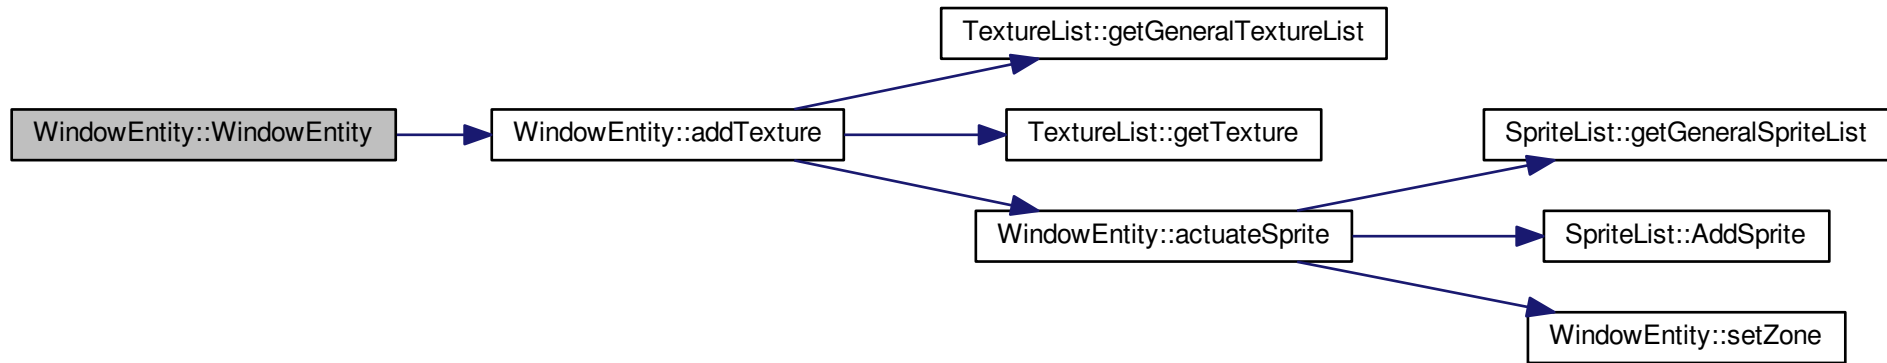 TextureList::getGeneralTextureList
WindowEntity::WindowEntity
WindowEntity::addTexture
TextureList::getTexture
SpriteList::getGeneralSpriteList
WindowEntity::actuateSprite
SpriteList::AddSprite
WindowEntity::setZone